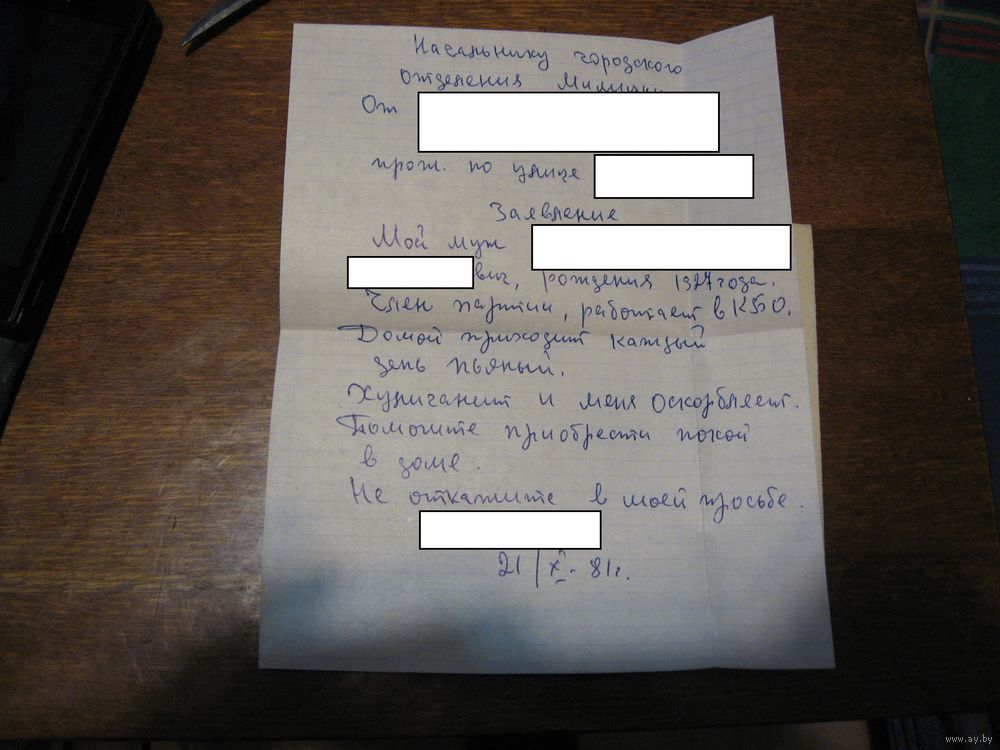 Начальнику городского
отделения Милиции
От
прож. по улице
Заявление
Мой муж
вич, рождения 1927 года.
Член партии, работает в КБО.
Домой приходит каждый
день пьяный.
Хулиганит и меня оскорбляет.
Помогите приобрести покой
в доме.
Не откажите в моей просьбе.
21/X - 81г.
www.ay.by